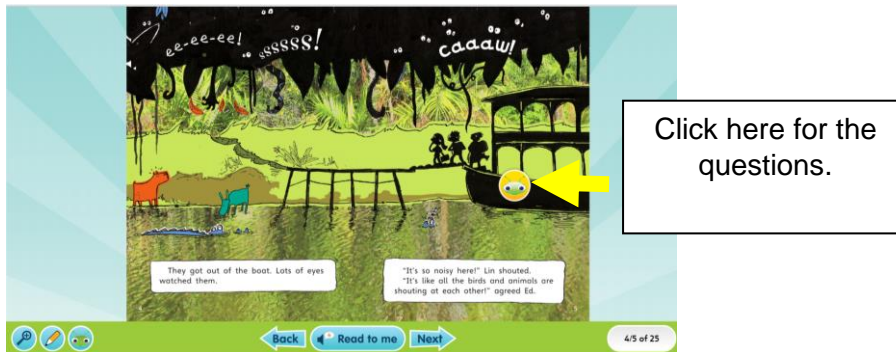 ee-ee-ee!
ssssss!
caaaw!
Click here for the
questions.
They got out of the boat. Lots of eyes
watched them.
"It's so noisy here!" Lin shouted.
"It's like all the birds and animals are
shouting at each other!" agreed Ed.
Back
Read to me
Next
4/5 of 25